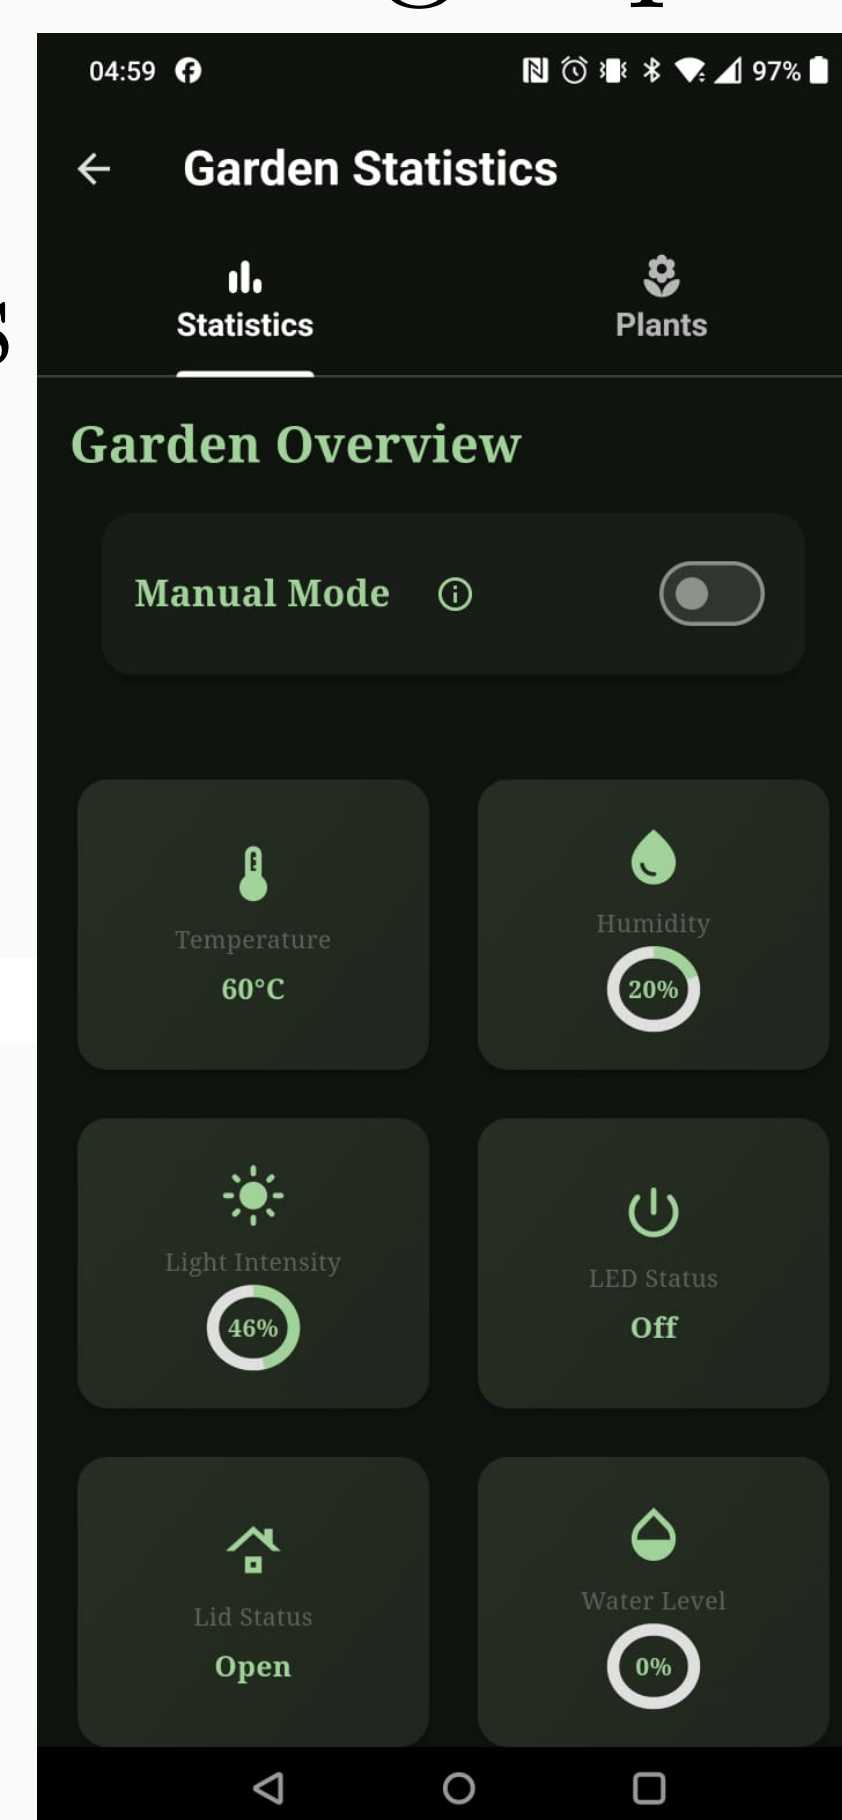 04:59 97%
Garden Statistics
Statistics Plants
Garden Overview
Manual Mode
Temperature
60°C
Humidity
20%
Light Intensity
46%
LED Status
Off
Lid Status
Open
Water Level
0%